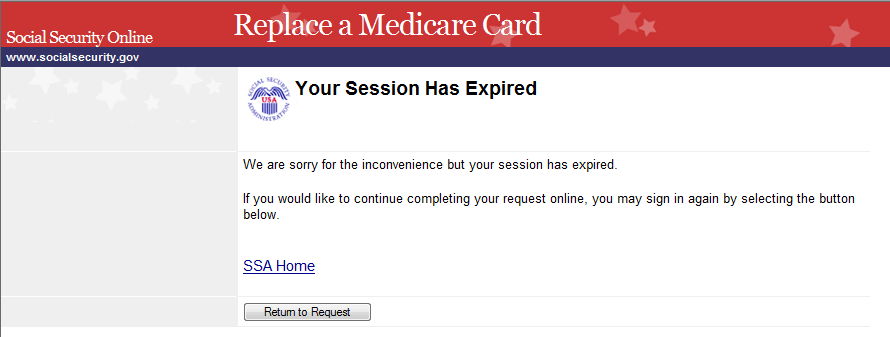 Social Security Online
Replace a Medicare Card
www.socialsecurity.gov
SOCIAL SECURITY
USA
ADMINISTRATION
Your Session Has Expired
We are sorry for the inconvenience but your session has expired.
If you would like to continue completing your request online, you may sign in again by selecting the button
below.
SSA Home
Return to Request